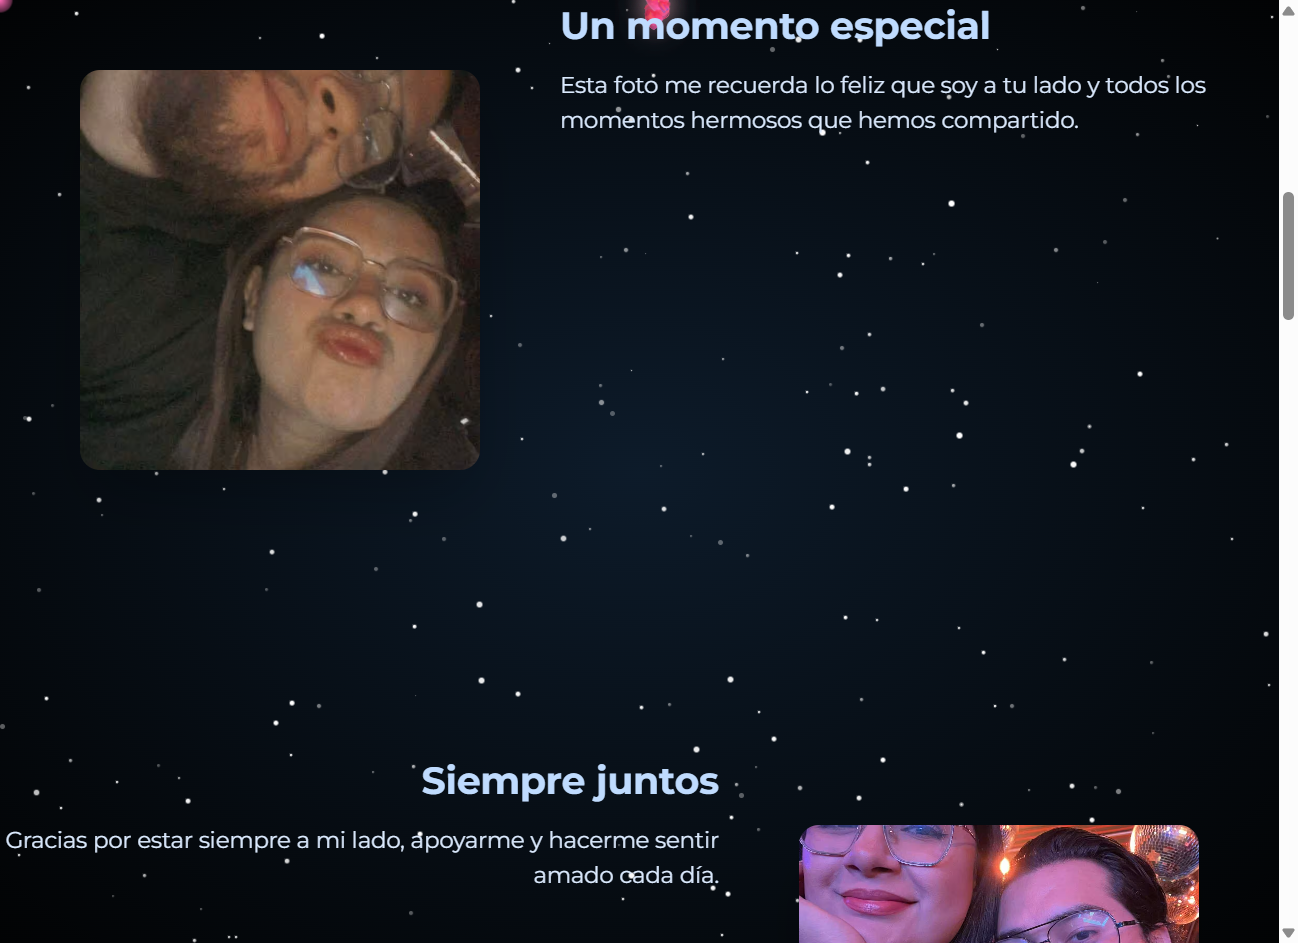 Un momento especial
Esta foto me recuerda lo feliz que soy a tu lado y todos los
momentos hermosos que hemos compartido.
Siempre juntos
Gracias por estar siempre a mi lado, apoyarme y hacerme sentir
amado cada día.